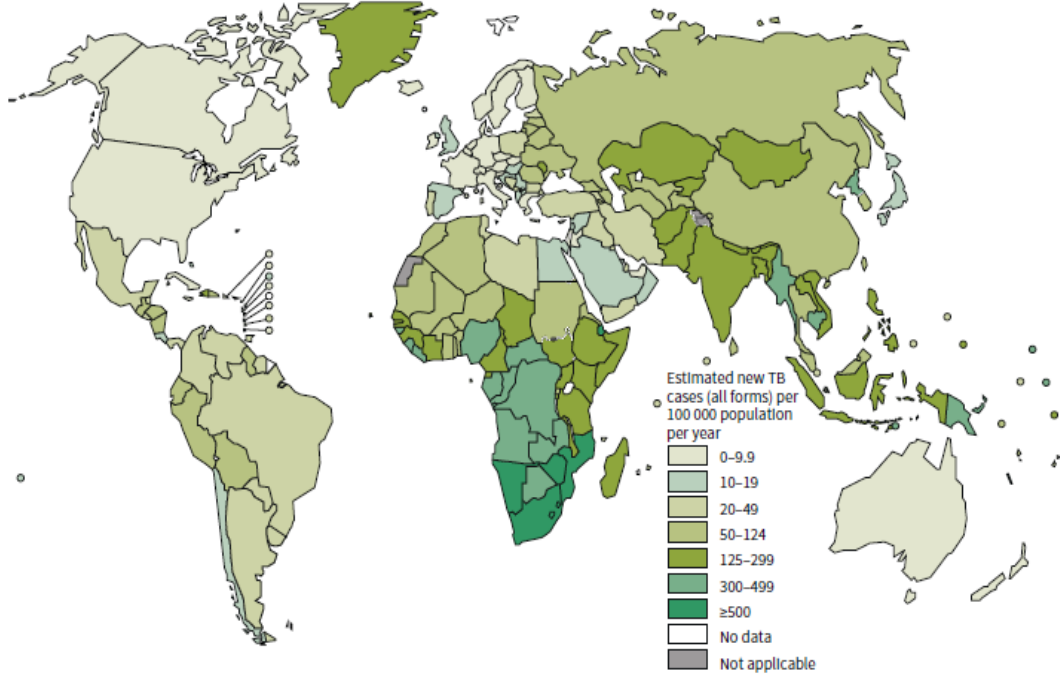 Estimated new TB
cases (all forms) per
100 000 population
per year
0–9.9
10–19
20–49
50–124
125–299
300–499
≥500
No data
Not applicable